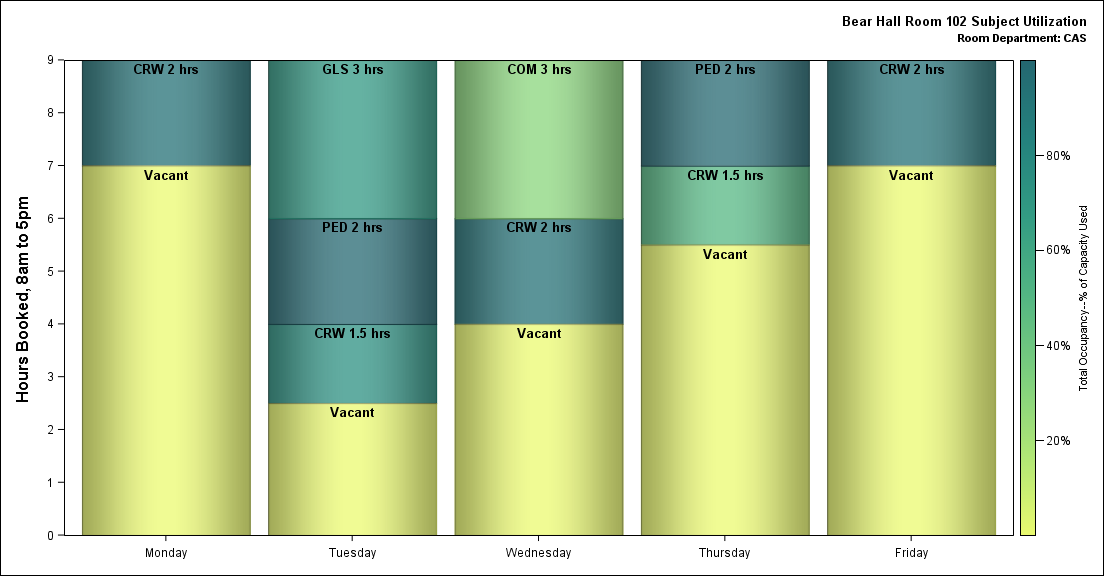 Bear Hall Room 102 Subject Utilization
Room Department: CAS
Hours Booked, 8am to 5pm
9
8
7
6
5
4
3
2
1
0
CRW 2 hrs
Vacant
GLS 3 hrs
PED 2 hrs
CRW 1.5 hrs
Vacant
COM 3 hrs
CRW 2 hrs
Vacant
PED 2 hrs
CRW 1.5 hrs
Vacant
CRW 2 hrs
Vacant
Monday
Tuesday
Wednesday
Thursday
Friday
80%
60%
40%
20%
Total Occupancy--% of Capacity Used